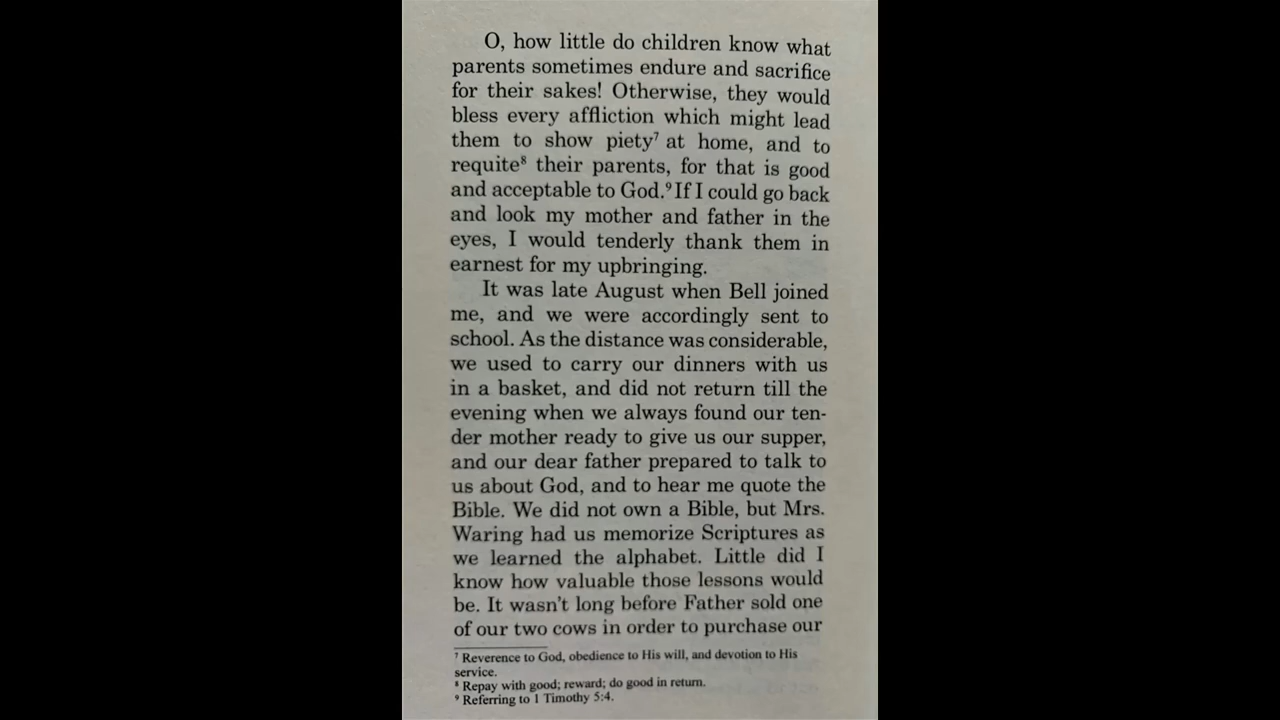 O, how little do children know what
parents sometimes endure and sacrifice
for their sakes! Otherwise, they would
bless every affliction which might lead
them to show piety⁷ at home, and to
requite⁸ their parents, for that is good
and acceptable to God.⁹ If I could go back
and look my mother and father in the
eyes, I would tenderly thank them in
earnest for my upbringing.
It was late August when Bell joined
me, and we were accordingly sent to
school. As the distance was considerable,
we used to carry our dinners with us
in a basket, and did not return till the
evening when we always found our ten-
der mother ready to give us our supper,
and our dear father prepared to talk to
us about God, and to hear me quote the
Bible. We did not own a Bible, but Mrs.
Waring had us memorize Scriptures as
we learned the alphabet. Little did I
know how valuable those lessons would
be. It wasn't long before Father sold one
of our two cows in order to purchase our
⁷ Reverence to God, obedience to His will, and devotion to His
service.
⁸ Repay with good; reward; do good in return.
⁹ Referring to 1 Timothy 5:4.